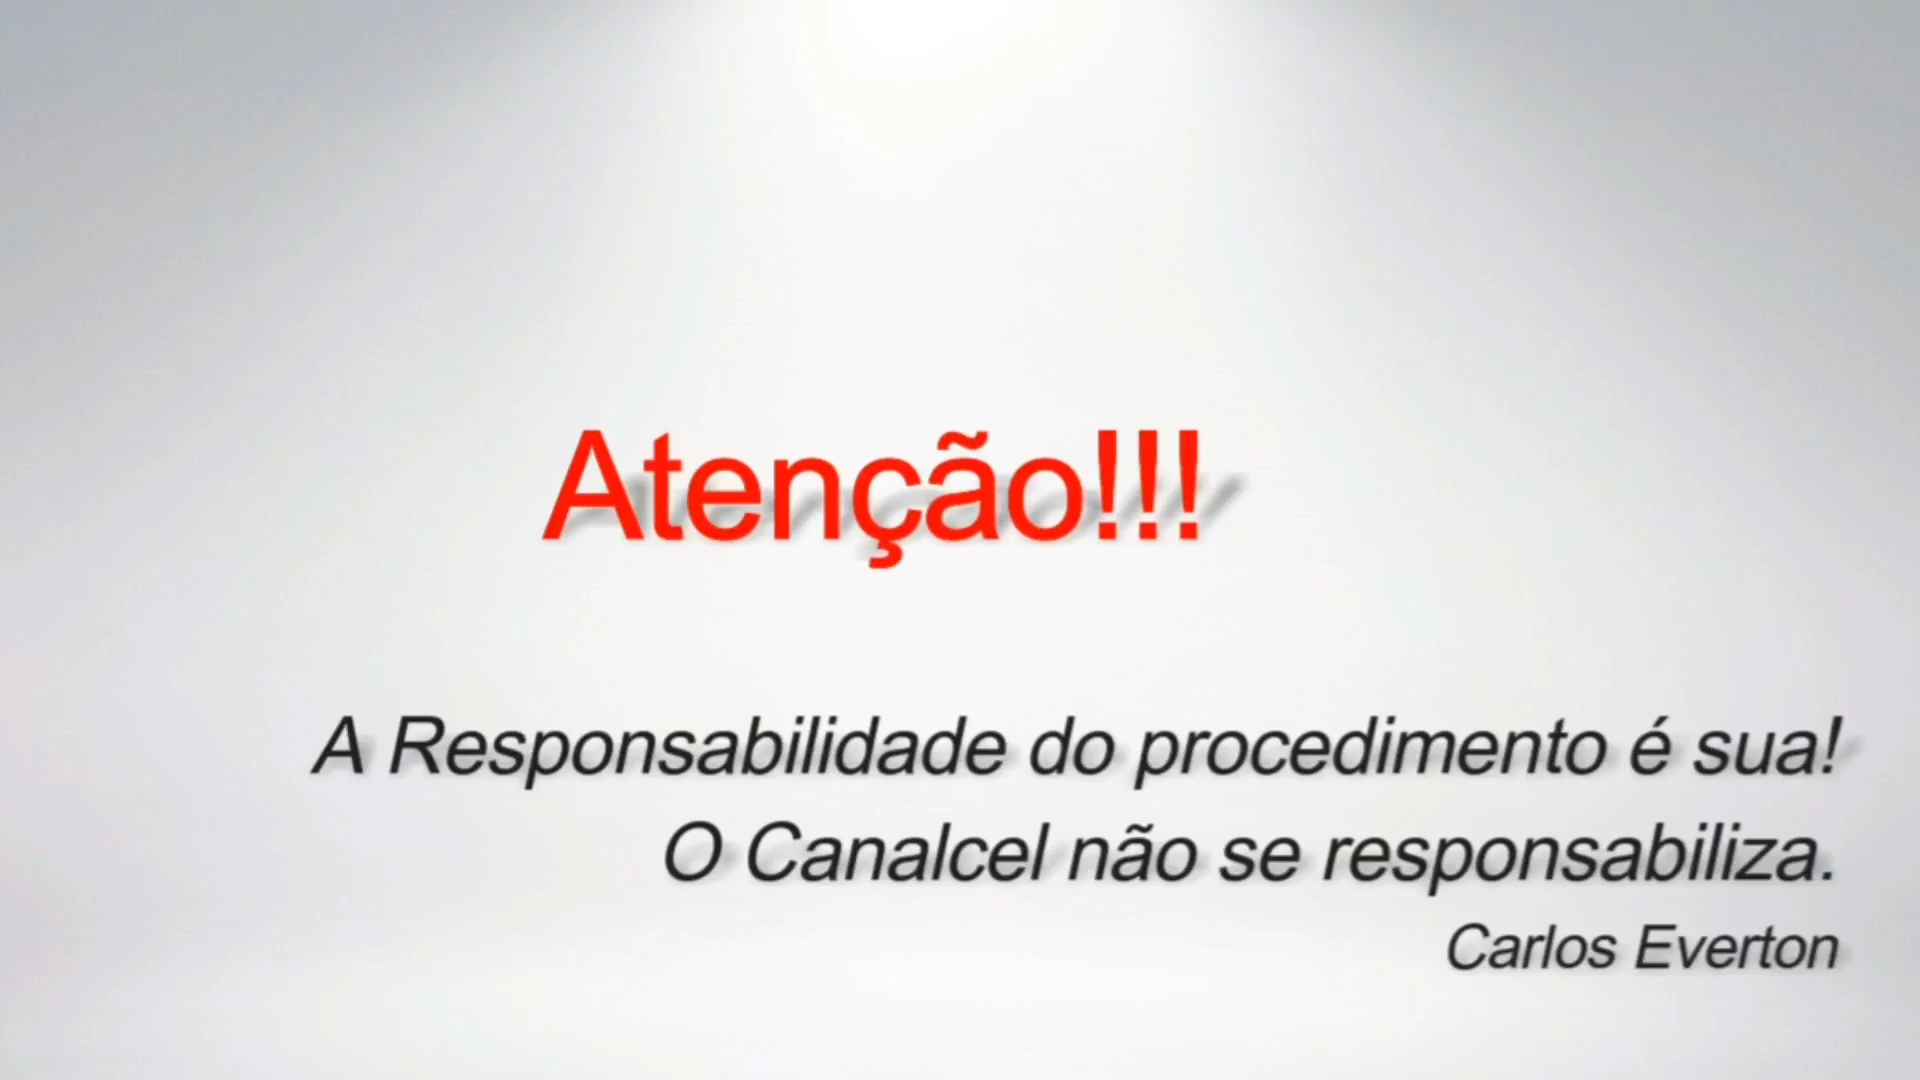 Atenção!!!
A Responsabilidade do procedimento é sua!
O Canalcel não se responsabiliza.
Carlos Everton